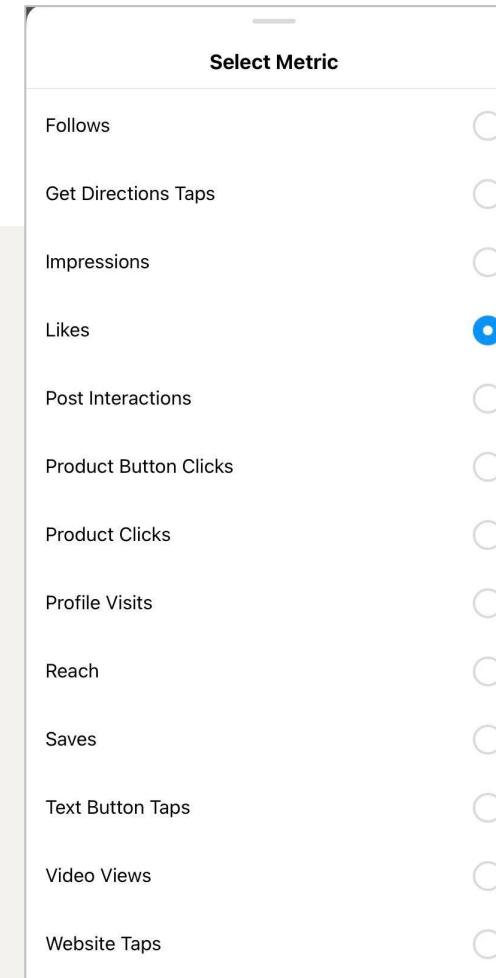 Select Metric
Follows
Get Directions Taps
Impressions
Likes
Post Interactions
Product Button Clicks
Product Clicks
Profile Visits
Reach
Saves
Text Button Taps
Video Views
Website Taps